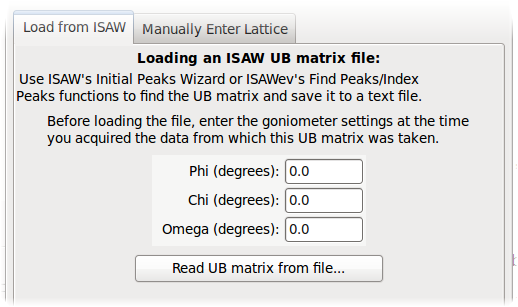 Load from ISAW
Manually Enter Lattice
Loading an ISAW UB matrix file:
Use ISAW's Initial Peaks Wizard or ISAWev's Find Peaks/Index
Peaks functions to find the UB matrix and save it to a text file.
Before loading the file, enter the goniometer settings at the time
you acquired the data from which this UB matrix was taken.
Phi (degrees): 0.0
Chi (degrees): 0.0
Omega (degrees): 0.0
Read UB matrix from file...